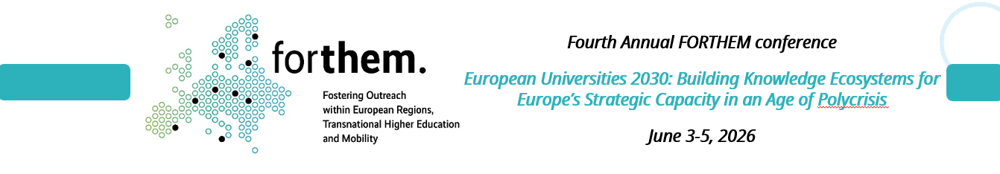 forthem.
Fostering Outreach
within European Regions,
Transnational Higher Education
and Mobility
Fourth Annual FORTHEM conference
European Universities 2030: Building Knowledge Ecosystems for
Europe’s Strategic Capacity in an Age of Polycrisis
June 3-5, 2026